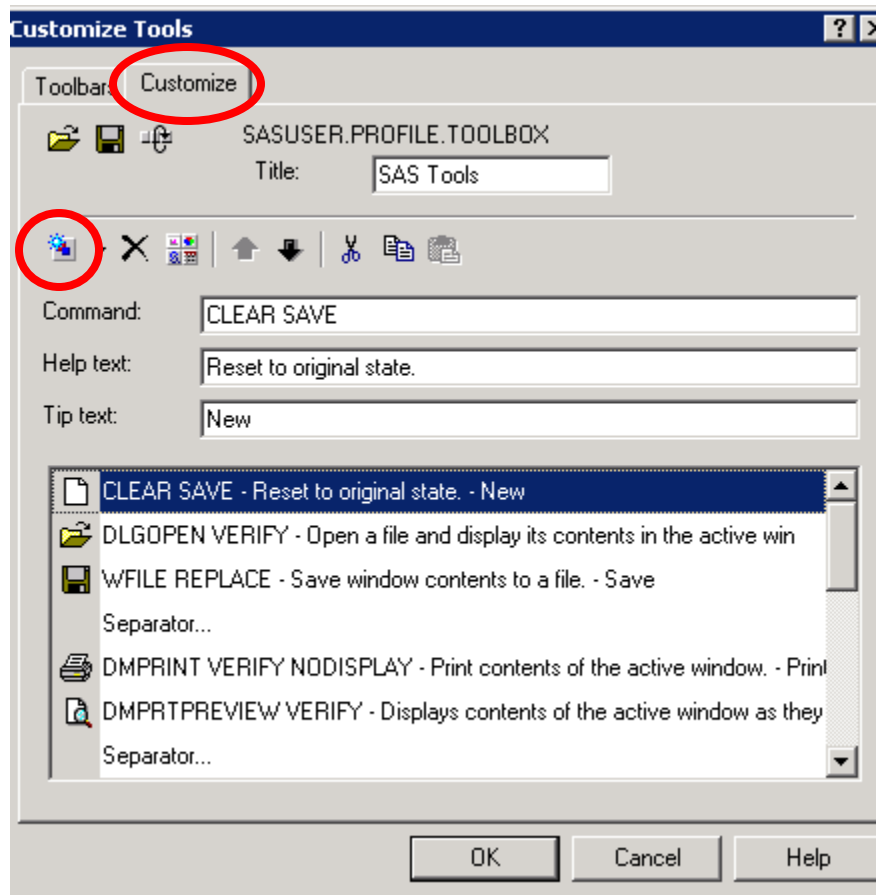 Customize Tools
Toolbars Customize
SASUSER.PROFILE.TOOLBOX
Title: SAS Tools
Command: CLEAR SAVE
Help text: Reset to original state.
Tip text: New
CLEAR SAVE - Reset to original state. - New
DLGOPEN VERIFY - Open a file and display its contents in the active win
WFILE REPLACE - Save window contents to a file. - Save
Separator...
DMPRINT VERIFY NODISPLAY - Print contents of the active window. - Print
DMPRTPREVIEW VERIFY - Displays contents of the active window as they
Separator...
OK Cancel Help